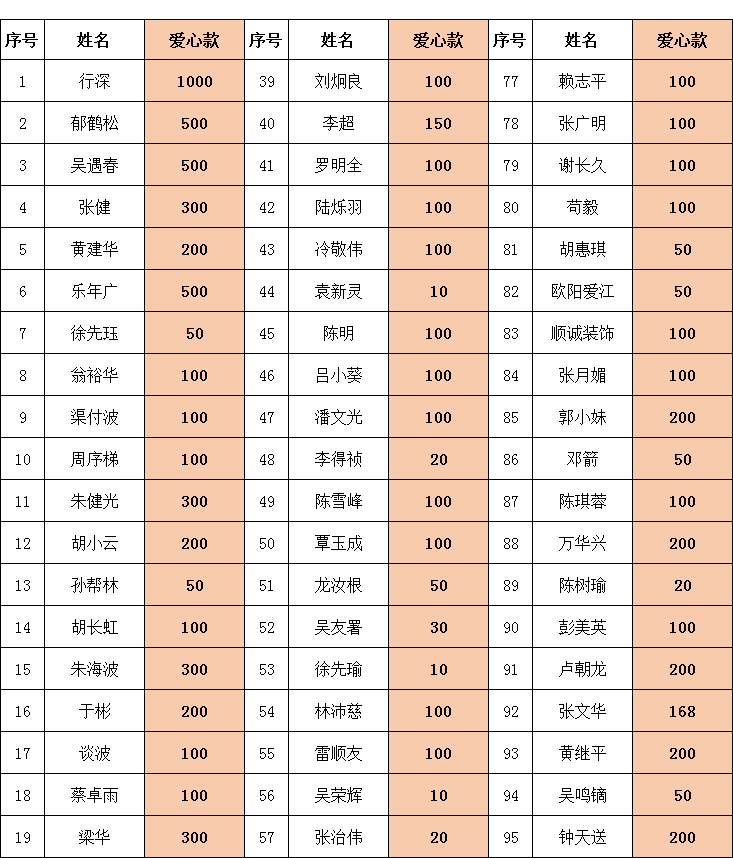 序号 姓名 爱心款 序号 姓名 爱心款 序号 姓名 爱心款
1 行深 1000 39 刘炯良 100 77 赖志平 100
2 郁鹤松 500 40 李超 150 78 张广明 100
3 吴遇春 500 41 罗明全 100 79 谢长久 100
4 张健 300 42 陆烁羽 100 80 苟毅 100
5 黄建华 200 43 冷敬伟 100 81 胡惠琪 50
6 乐年广 500 44 袁新灵 10 82 欧阳爱江 50
7 徐先珏 50 45 陈明 100 83 顺诚装饰 100
8 翁裕华 100 46 吕小葵 100 84 张月媚 100
9 渠付波 100 47 潘文光 100 85 郭小妹 200
10 周序梯 100 48 李得祯 20 86 邓箭 50
11 朱健光 300 49 陈雪峰 100 87 陈琪蓉 100
12 胡小云 200 50 覃玉成 100 88 万华兴 200
13 孙帮林 50 51 龙汝根 50 89 陈树瑜 20
14 胡长虹 100 52 吴友署 30 90 彭美英 100
15 朱海波 300 53 徐先瑜 10 91 卢朝龙 200
16 于彬 200 54 林沛慈 100 92 张文华 168
17 谈波 100 55 雷顺友 100 93 黄继平 200
18 蔡卓雨 100 56 吴荣辉 10 94 吴鸣镝 50
19 梁华 300 57 张治伟 20 95 钟天送 200